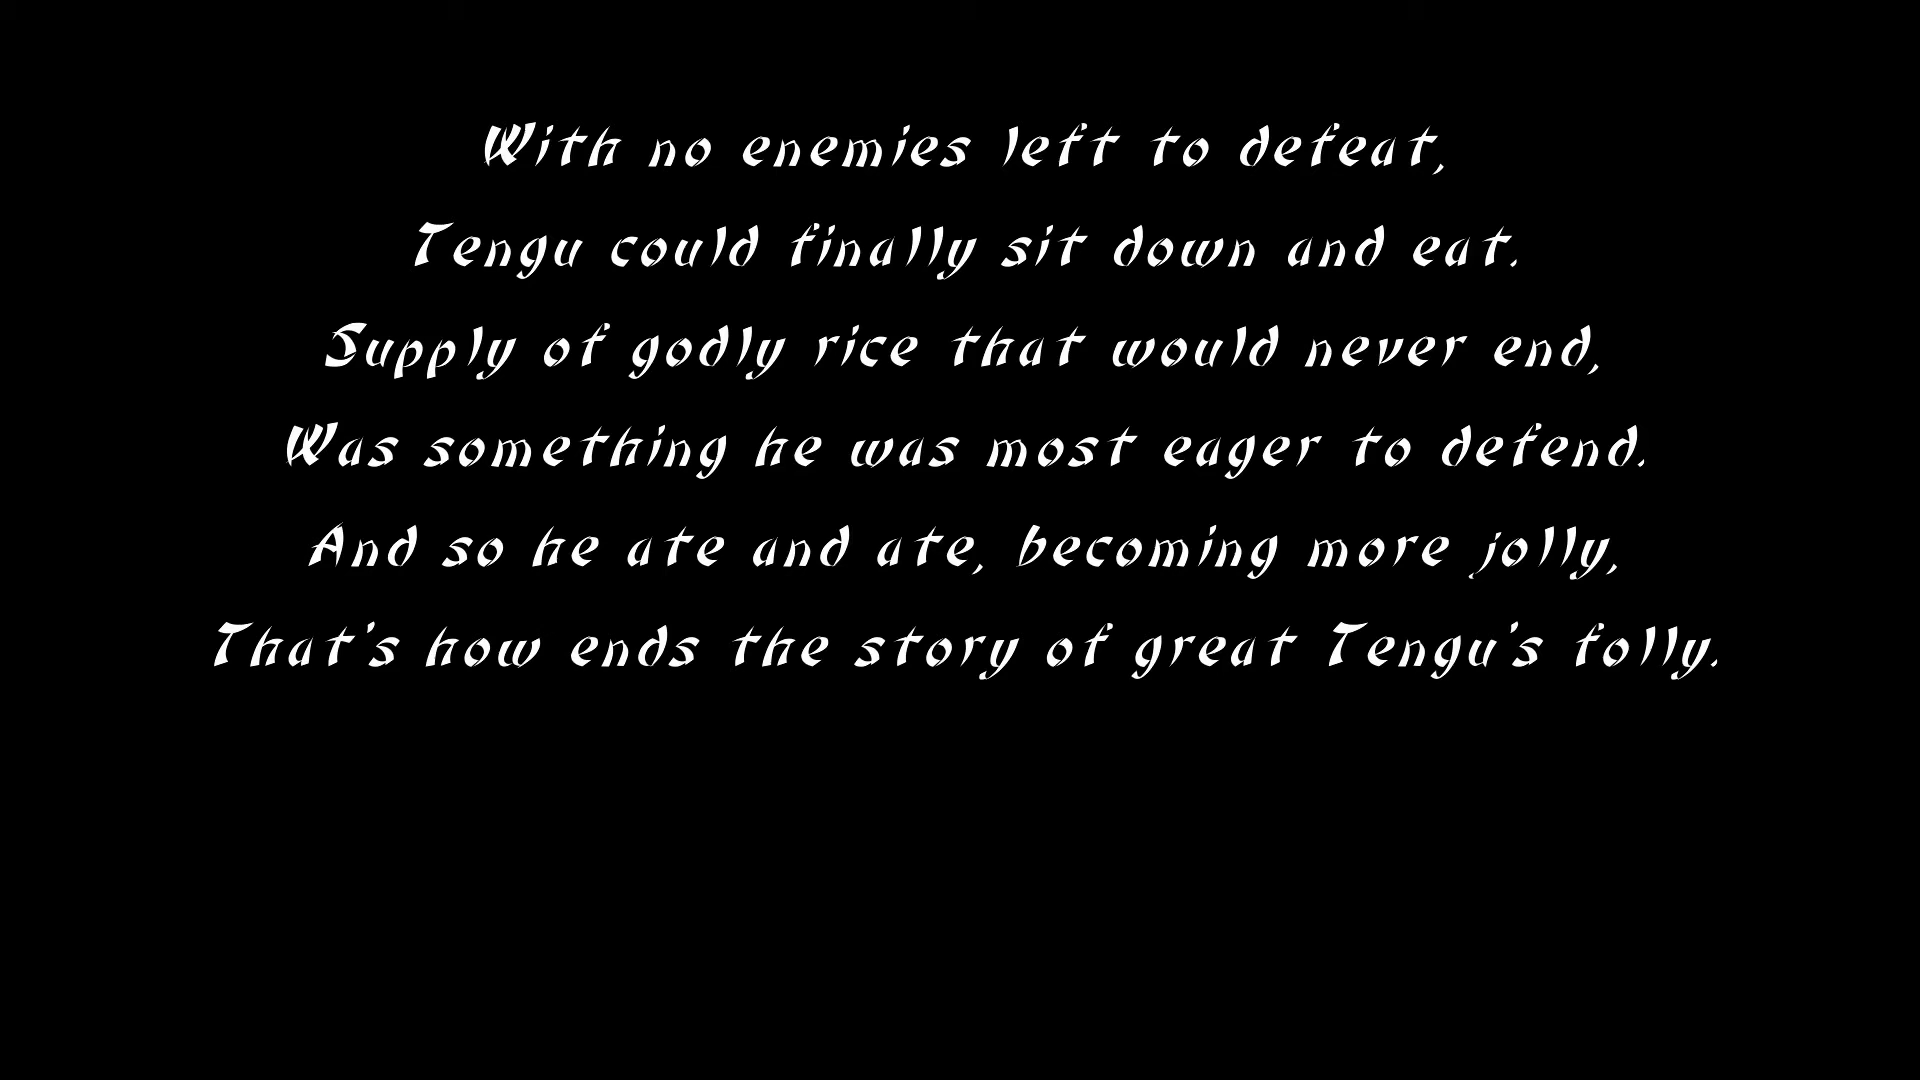 With no enemies left to defeat,
Tengu could finally sit down and eat.
Supply of godly rice that would never end,
Was something he was most eager to defend.
And so he ate and ate, becoming more jolly,
That's how ends the story of great Tengu's folly.